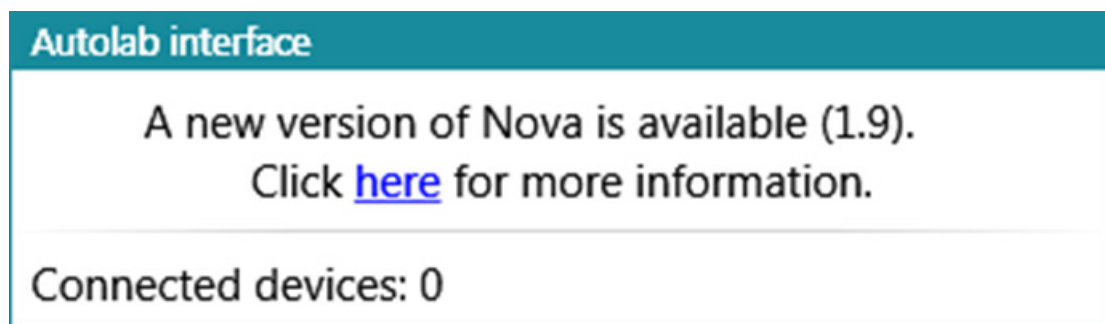 Autolab interface
A new version of Nova is available (1.9).
Click here for more information.
Connected devices: 0